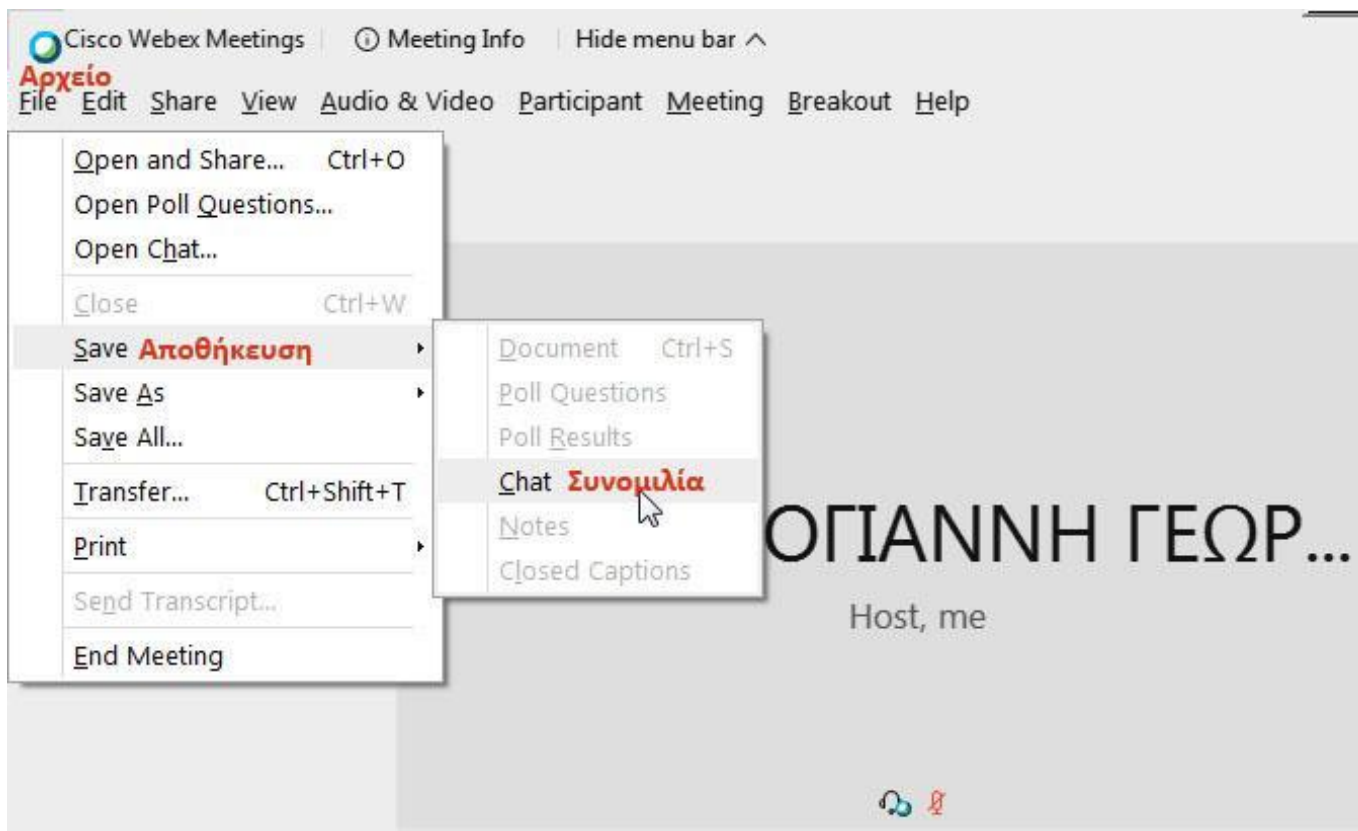 Cisco Webex Meetings Meeting Info Hide menu bar
Αρχείο
File Edit Share View Audio & Video Participant Meeting Breakout Help
Open and Share... Ctrl+O
Open Poll Questions...
Open Chat...
Close Ctrl+W
Save Αποθήκευση
Save As
Save All...
Transfer... Ctrl+Shift+T
Print
Send Transcript...
End Meeting
Document Ctrl+S
Poll Questions
Poll Results
Chat Συνομιλία
Notes
Closed Captions
ΟΓΙΑΝΝΗ ΓΕΩΡ...
Host, me